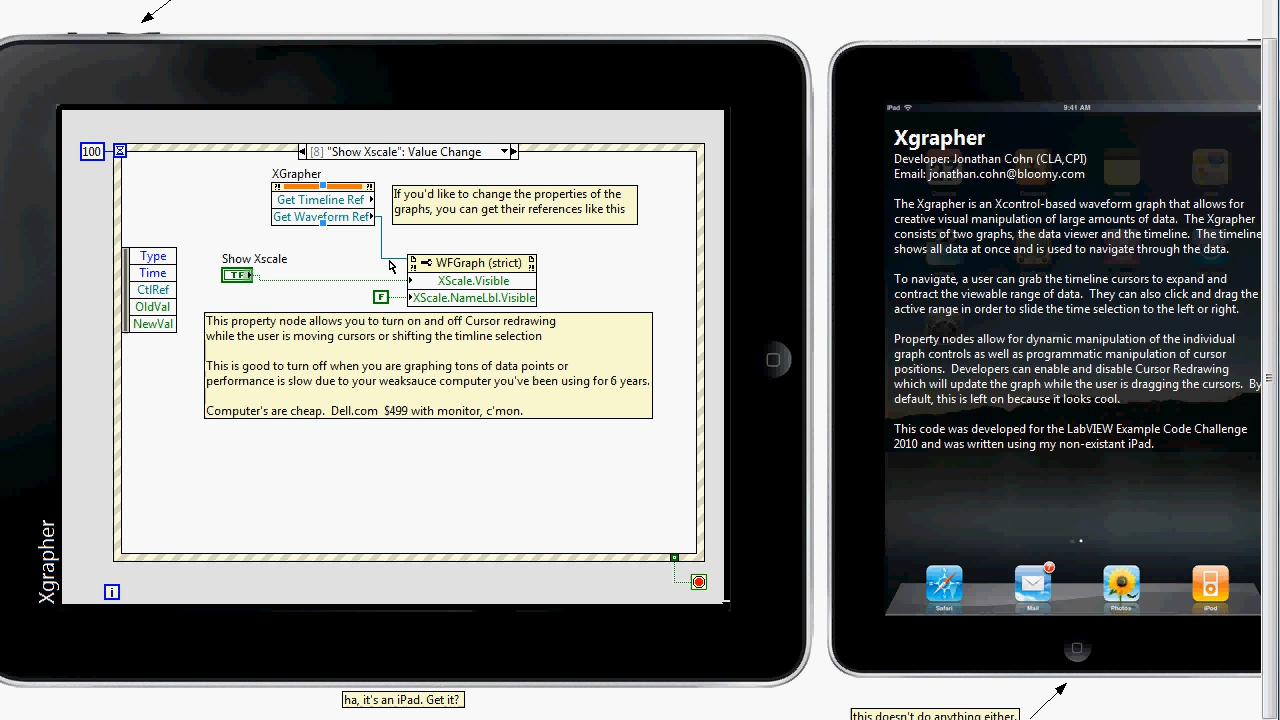 100
[8] "Show Xscale": Value Change
XGrapher
Get Timeline Ref
Get Waveform Ref
If you'd like to change the properties of the
graphs, you can get their references like this
Type
Time
CtlRef
OldVal
NewVal
Show Xscale
TF
WFGraph (strict)
XScale.Visible
F
XScale.NameLbl.Visible
This property node allows you to turn on and off Cursor redrawing
while the user is moving cursors or shifting the timline selection
This is good to turn off when you are graphing tons of data points or
performance is slow due to your weaksauce computer you've been using for 6 years.
Computer's are cheap.  Dell.com  $499 with monitor, c'mon.
i
Xgrapher
ha, it's an iPad. Get it?
iPad
9:41 AM
Xgrapher
Developer: Jonathan Cohn (CLA,CPI)
Email: jonathan.cohn@bloomy.com
The Xgrapher is an Xcontrol-based waveform graph that allows for
creative visual manipulation of large amounts of data.  The Xgrapher
consists of two graphs, the data viewer and the timeline.  The timeline
shows all data at once and is used to navigate through the data.
To navigate, a user can grab the timeline cursors to expand and
contract the viewable range of data.  They can also click and drag the
active range in order to slide the time selection to the left or right.
Property nodes allow for dynamic manipulation of the individual
graph controls as well as programmatic manipulation of cursor
positions.  Developers can enable and disable Cursor Redrawing
which will update the graph while the user is dragging the cursors.  By
default, this is left on because it looks cool.
This code was developed for the LabVIEW Example Code Challenge
2010 and was written using my non-existant iPad.
Safari
Mail
Photos
iPod
this doesn't do anything either.